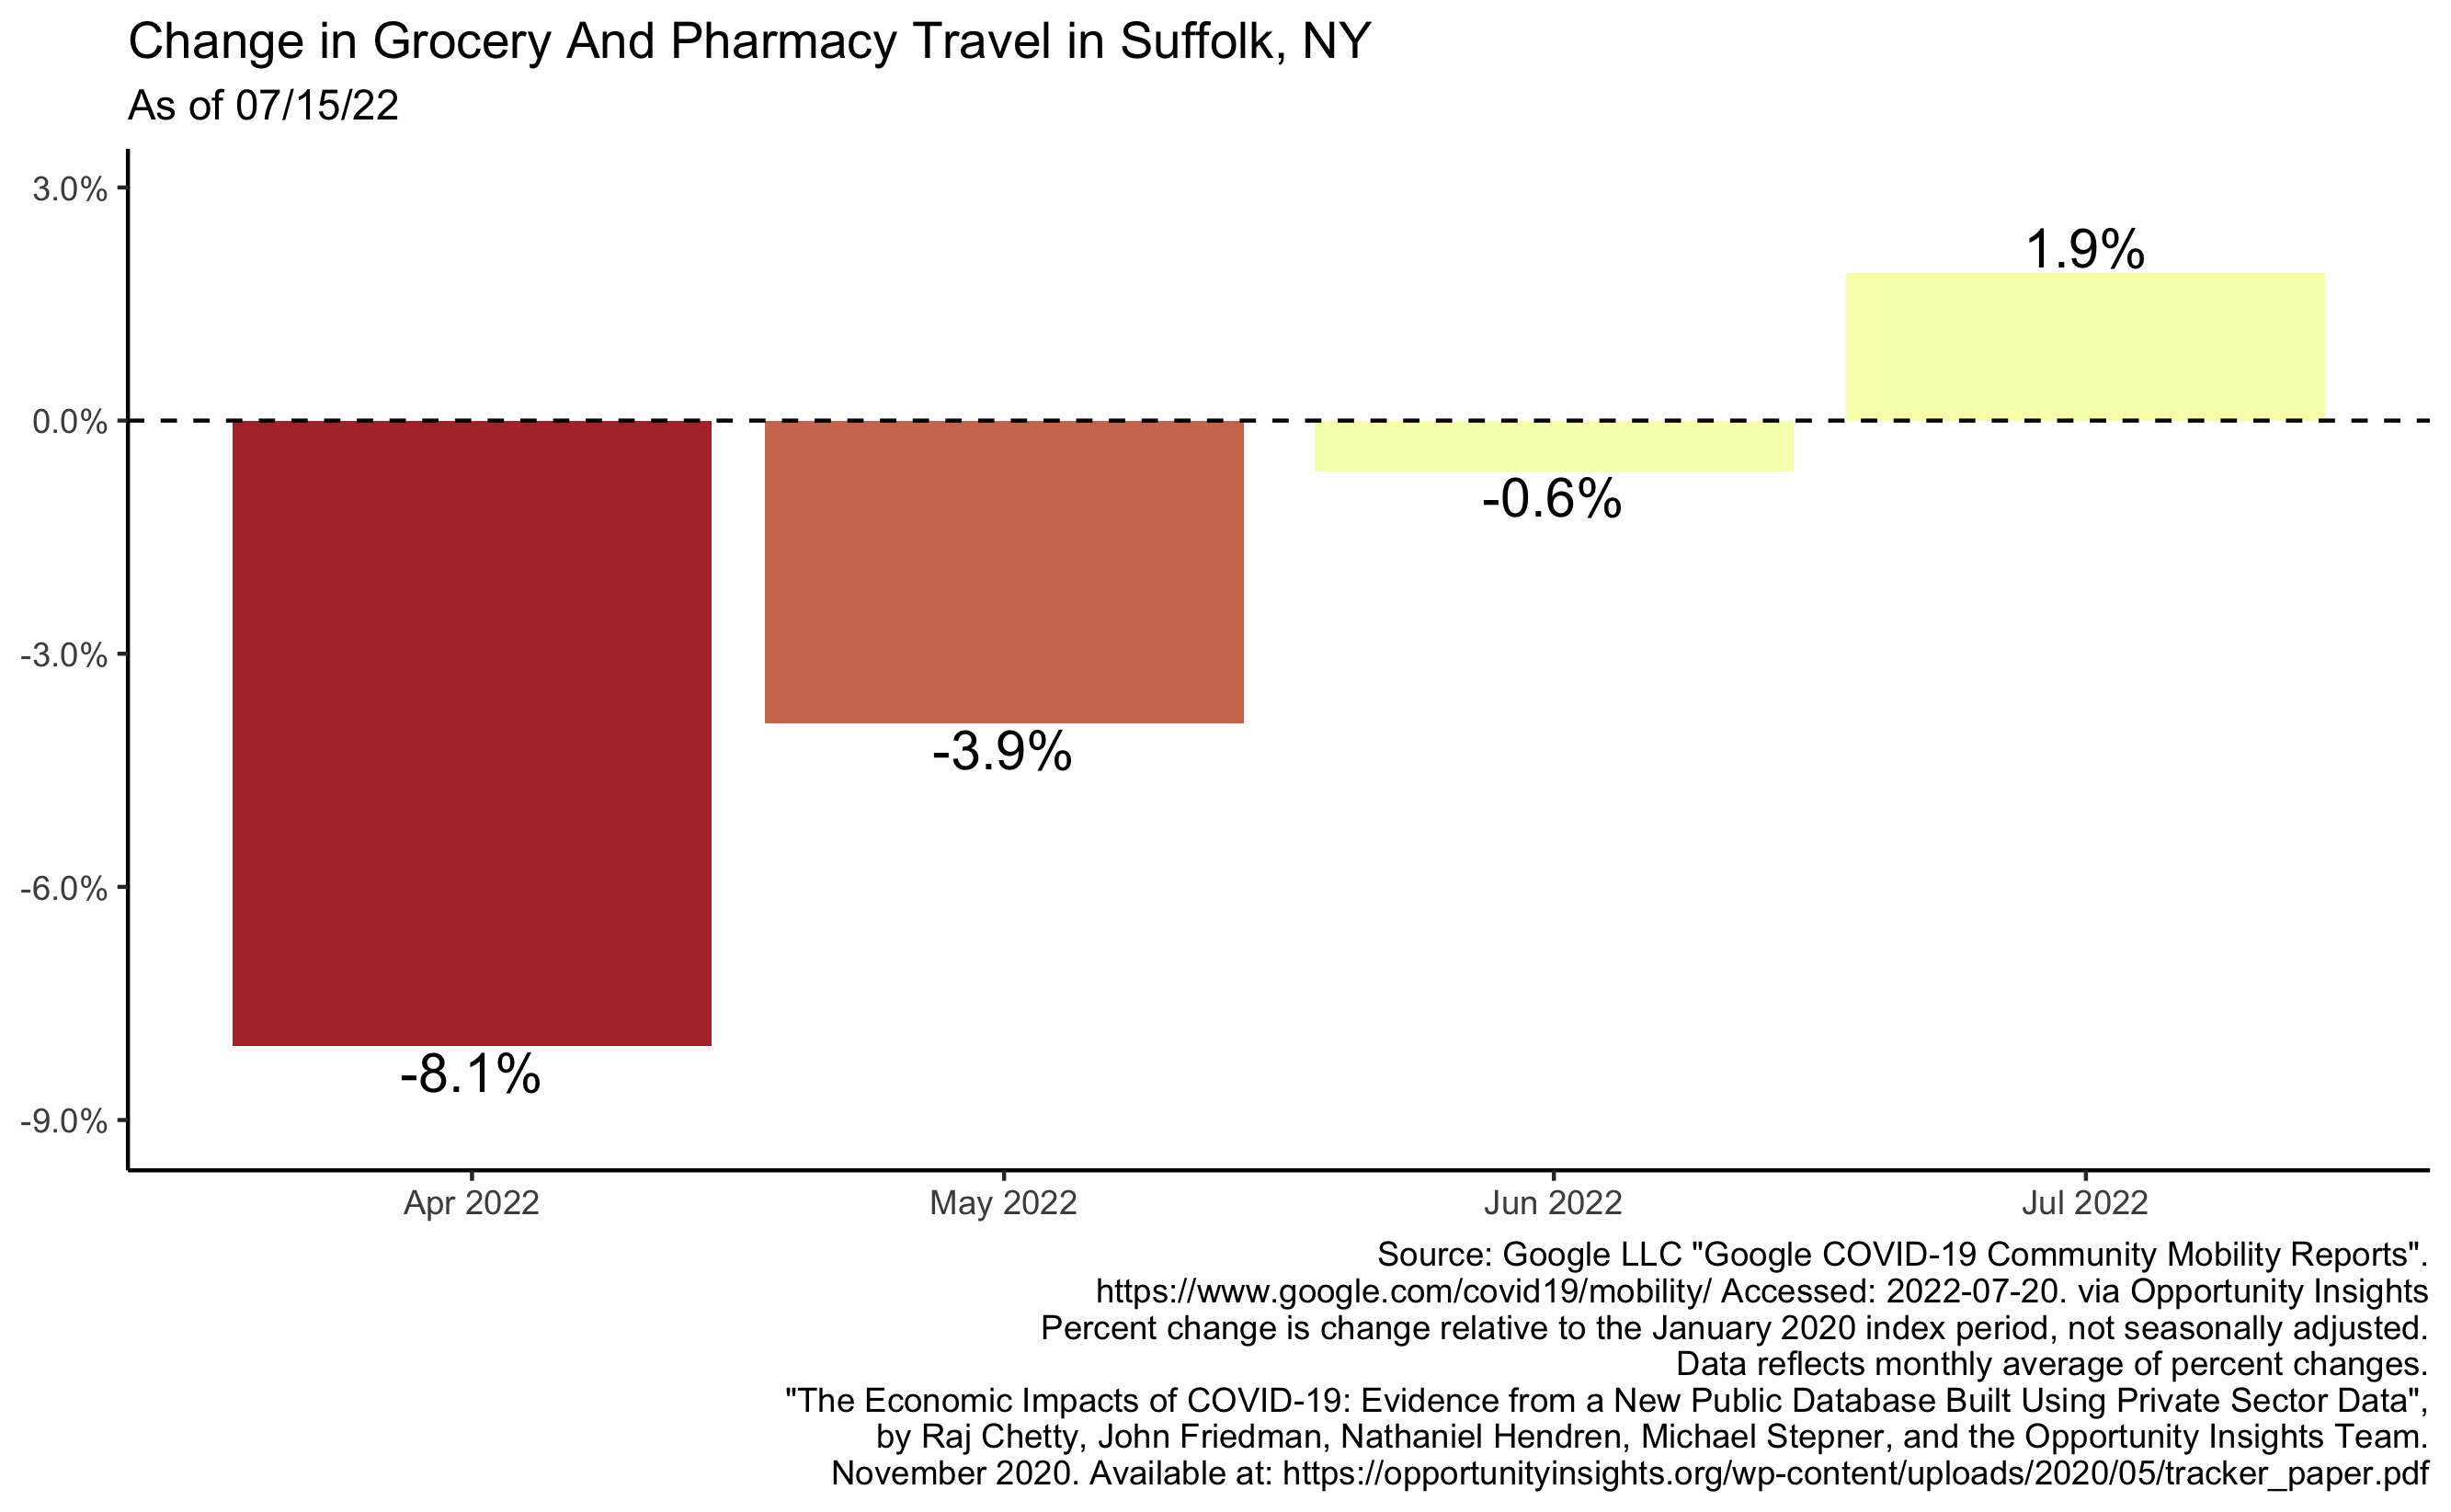 Change in Grocery And Pharmacy Travel in Suffolk, NY
As of 07/15/22
3.0%
0.0%
-3.0%
-6.0%
-9.0%
-8.1%
-3.9%
-0.6%
1.9%
Apr 2022
May 2022
Jun 2022
Jul 2022
Source: Google LLC "Google COVID-19 Community Mobility Reports".
https://www.google.com/covid19/mobility/ Accessed: 2022-07-20. via Opportunity Insights
Percent change is change relative to the January 2020 index period, not seasonally adjusted.
Data reflects monthly average of percent changes.
"The Economic Impacts of COVID-19: Evidence from a New Public Database Built Using Private Sector Data",
by Raj Chetty, John Friedman, Nathaniel Hendren, Michael Stepner, and the Opportunity Insights Team.
November 2020. Available at: https://opportunityinsights.org/wp-content/uploads/2020/05/tracker_paper.pdf